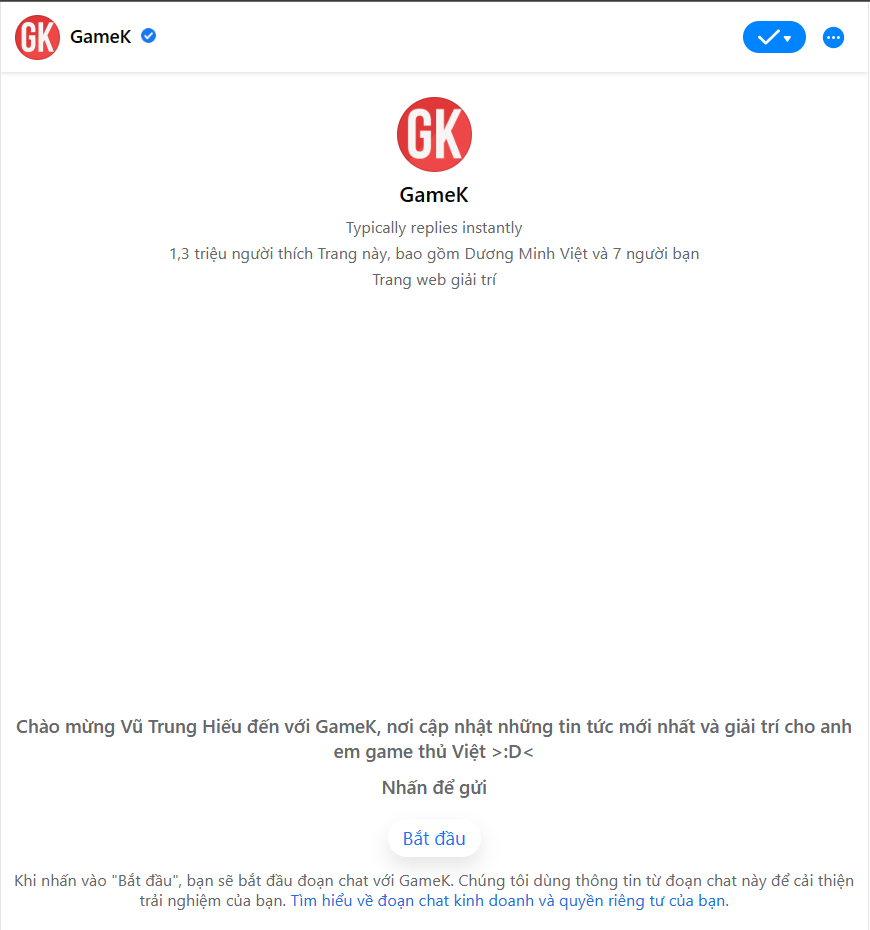 GK GameK
GK
GameK
Typically replies instantly
1,3 triệu người thích Trang này, bao gồm Dương Minh Việt và 7 người bạn
Trang web giải trí
Chào mừng Vũ Trung Hiếu đến với GameK, nơi cập nhật những tin tức mới nhất và giải trí cho anh
em game thủ Việt >:D<
Nhấn để gửi
Bắt đầu
Khi nhấn vào "Bắt đầu", bạn sẽ bắt đầu đoạn chat với GameK. Chúng tôi dùng thông tin từ đoạn chat này để cải thiện
trải nghiệm của bạn. Tìm hiểu về đoạn chat kinh doanh và quyền riêng tư của bạn.